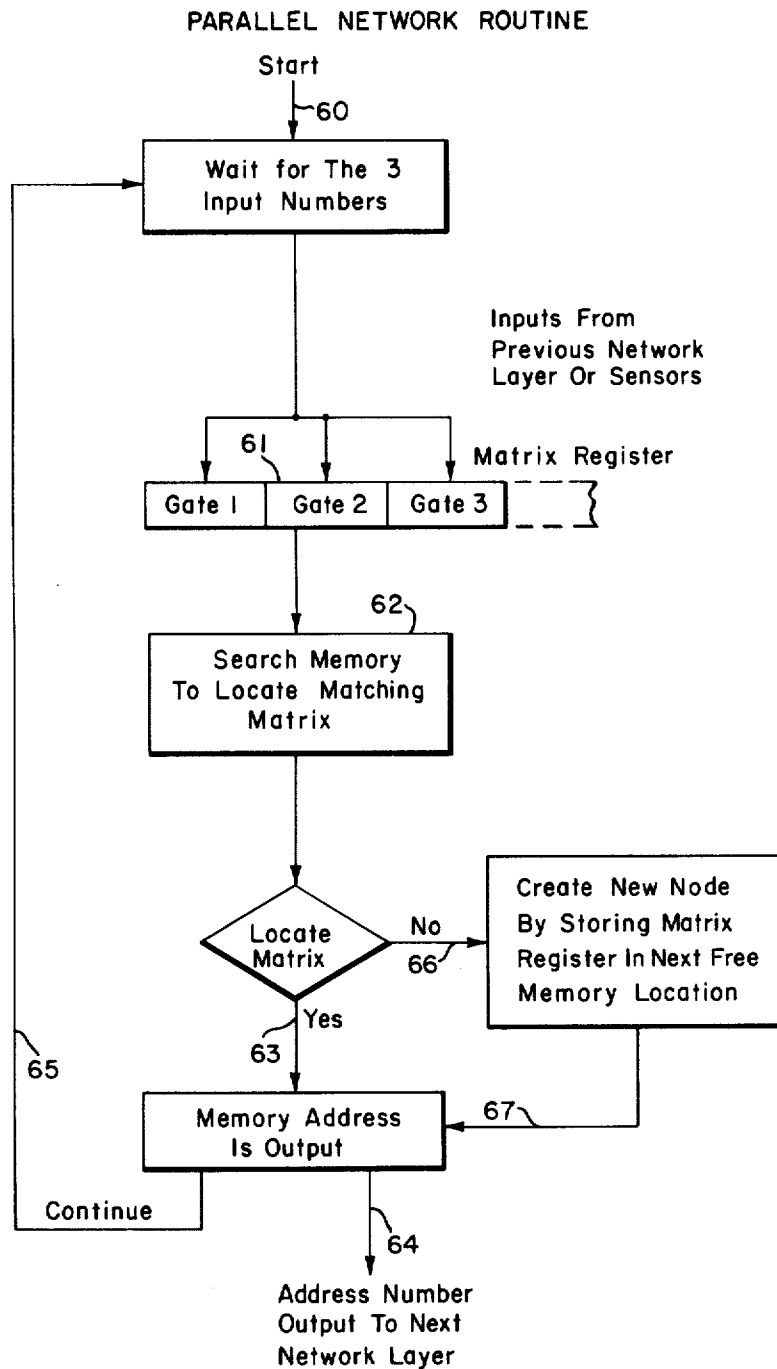 PARALLEL NETWORK ROUTINE
Start
60
Wait for The 3
Input Numbers
Inputs From
Previous Network
Layer Or Sensors
61
Matrix Register
Gate 1
Gate 2
Gate 3
62
Search Memory
To Locate Matching
Matrix
Locate
Matrix
No
66
Create New Node
By Storing Matrix
Register In Next Free
Memory Location
Yes
63
65
67
Memory Address
Is Output
Continue
64
Address Number
Output To Next
Network Layer